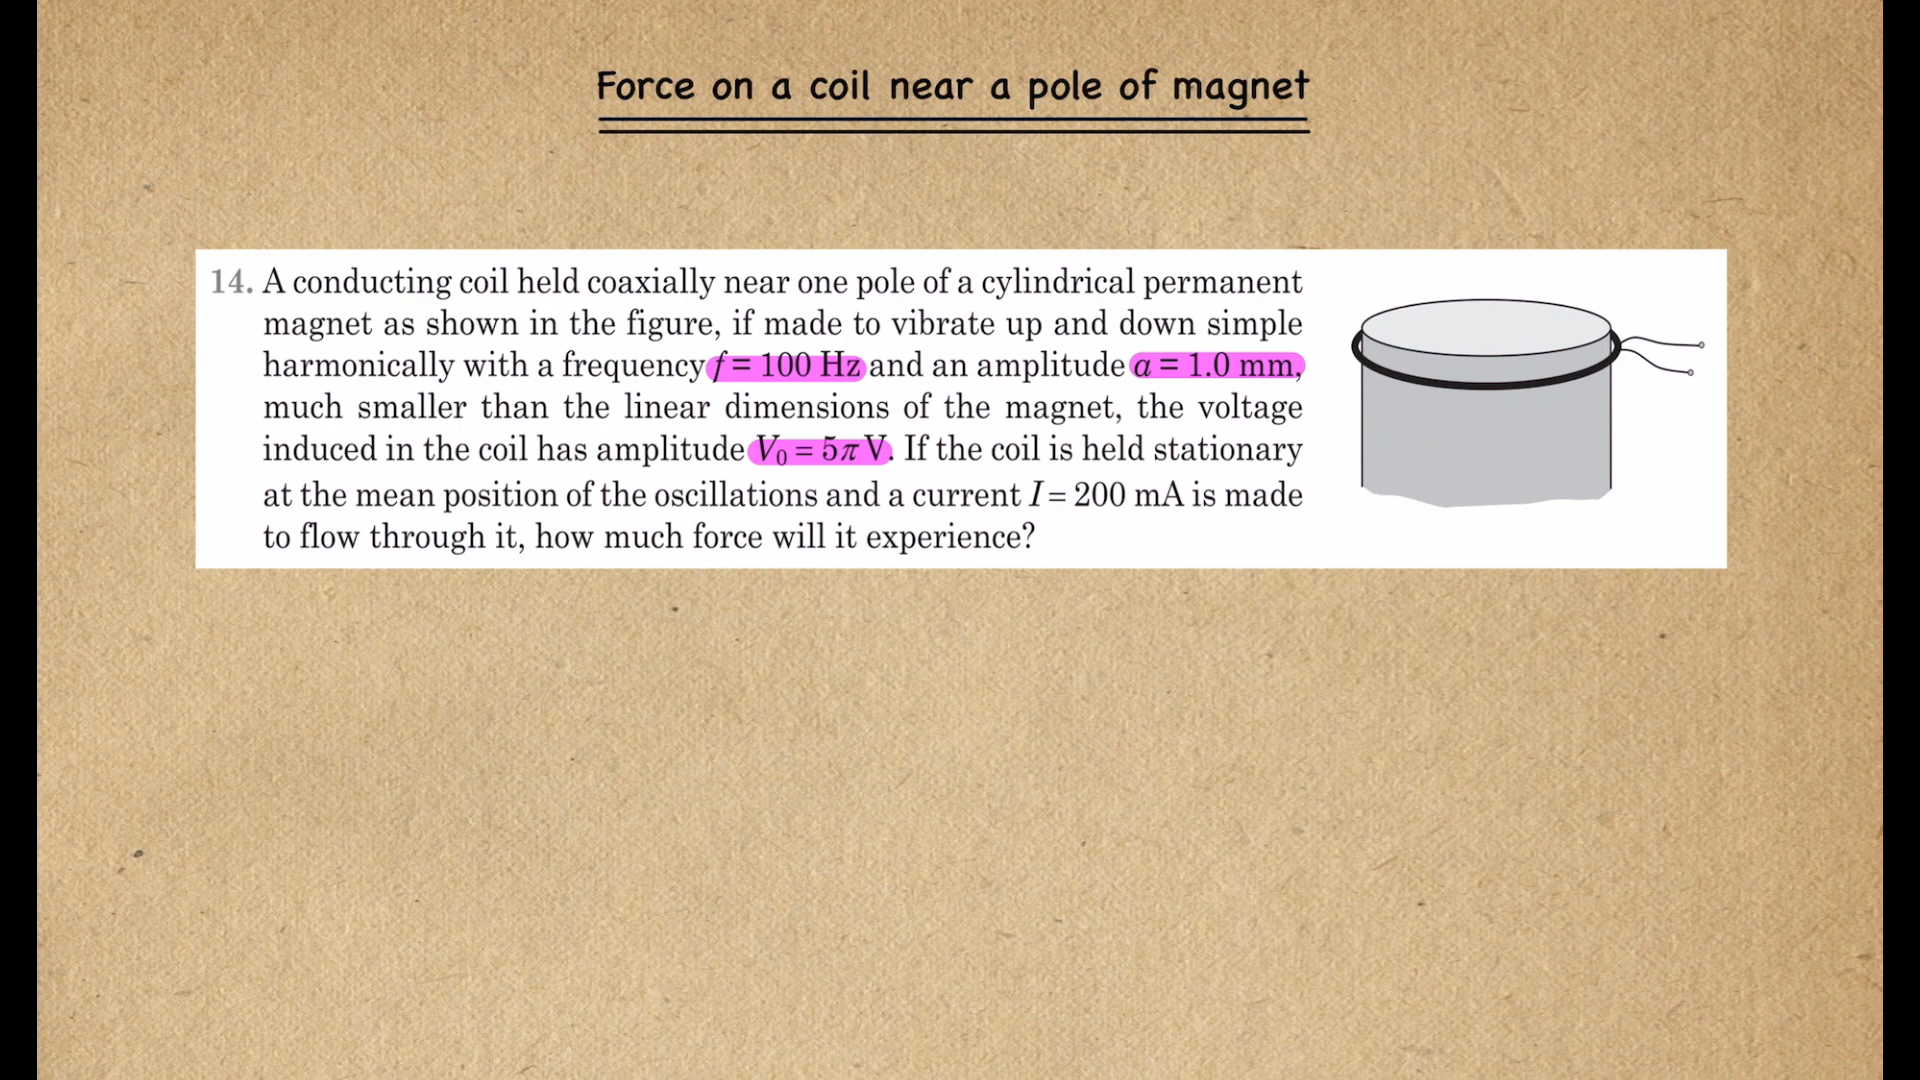 Force on a coil near a pole of magnet
14. A conducting coil held coaxially near one pole of a cylindrical permanent
magnet as shown in the figure, if made to vibrate up and down simple
harmonically with a frequency f = 100 Hz and an amplitude a = 1.0 mm,
much smaller than the linear dimensions of the magnet, the voltage
induced in the coil has amplitude V₀ = 5π V. If the coil is held stationary
at the mean position of the oscillations and a current I = 200 mA is made
to flow through it, how much force will it experience?